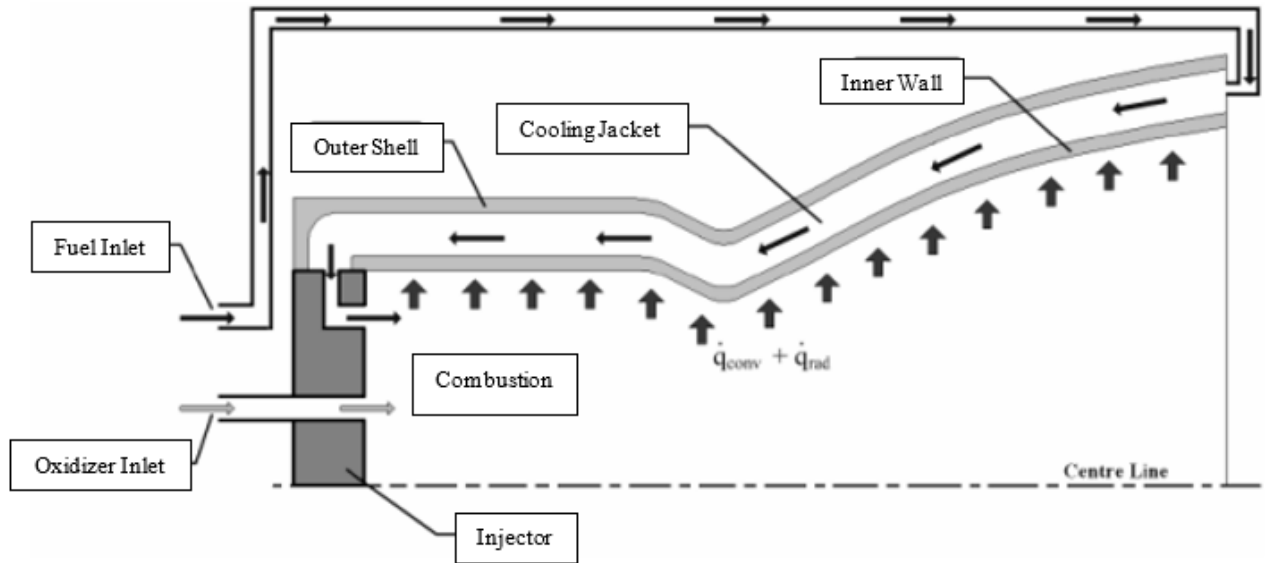 Inner Wall
Cooling Jacket
Outer Shell
Fuel Inlet
q̇conv + q̇rad
Combustion
Oxidizer Inlet
Centre Line
Injector